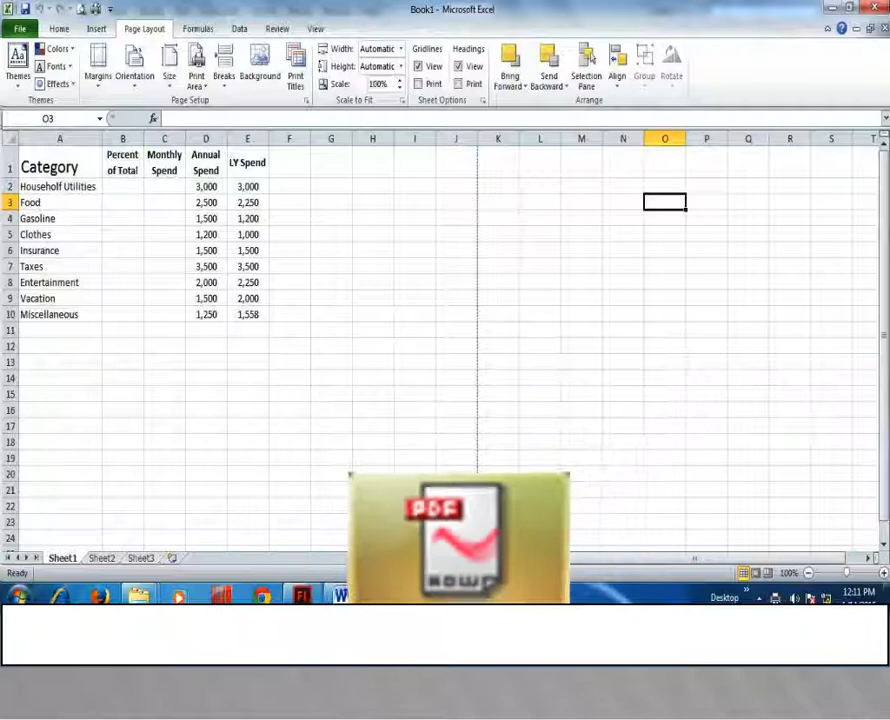 Book1 - Microsoft Excel
File Home Insert Page Layout Formulas Data Review View
Themes Colors Fonts Effects
Margins Orientation Size Print Area Breaks Background Print Titles
Width: Automatic Height: Automatic Scale: 100%
Gridlines View Print Headings View Print
Bring Forward Send Backward Selection Pane Align Group Rotate
Themes Page Setup Scale to Fit Sheet Options Arrange
O3 fx
A B C D E F G H I J K L M N O P Q R S T
1 Category Percent of Total Monthly Spend Annual Spend LY Spend
2 Householf Utilities 3,000 3,000
3 Food 2,500 2,250
4 Gasoline 1,500 1,200
5 Clothes 1,200 1,000
6 Insurance 1,500 1,500
7 Taxes 3,500 3,500
8 Entertainment 2,000 2,250
9 Vacation 1,500 2,000
10 Miscellaneous 1,250 1,558
11
12
13
14
15
16
17
18
19
20
21
22
23
24
PDF
Sheet1 Sheet2 Sheet3
Ready 100%
Desktop 12:11 PM